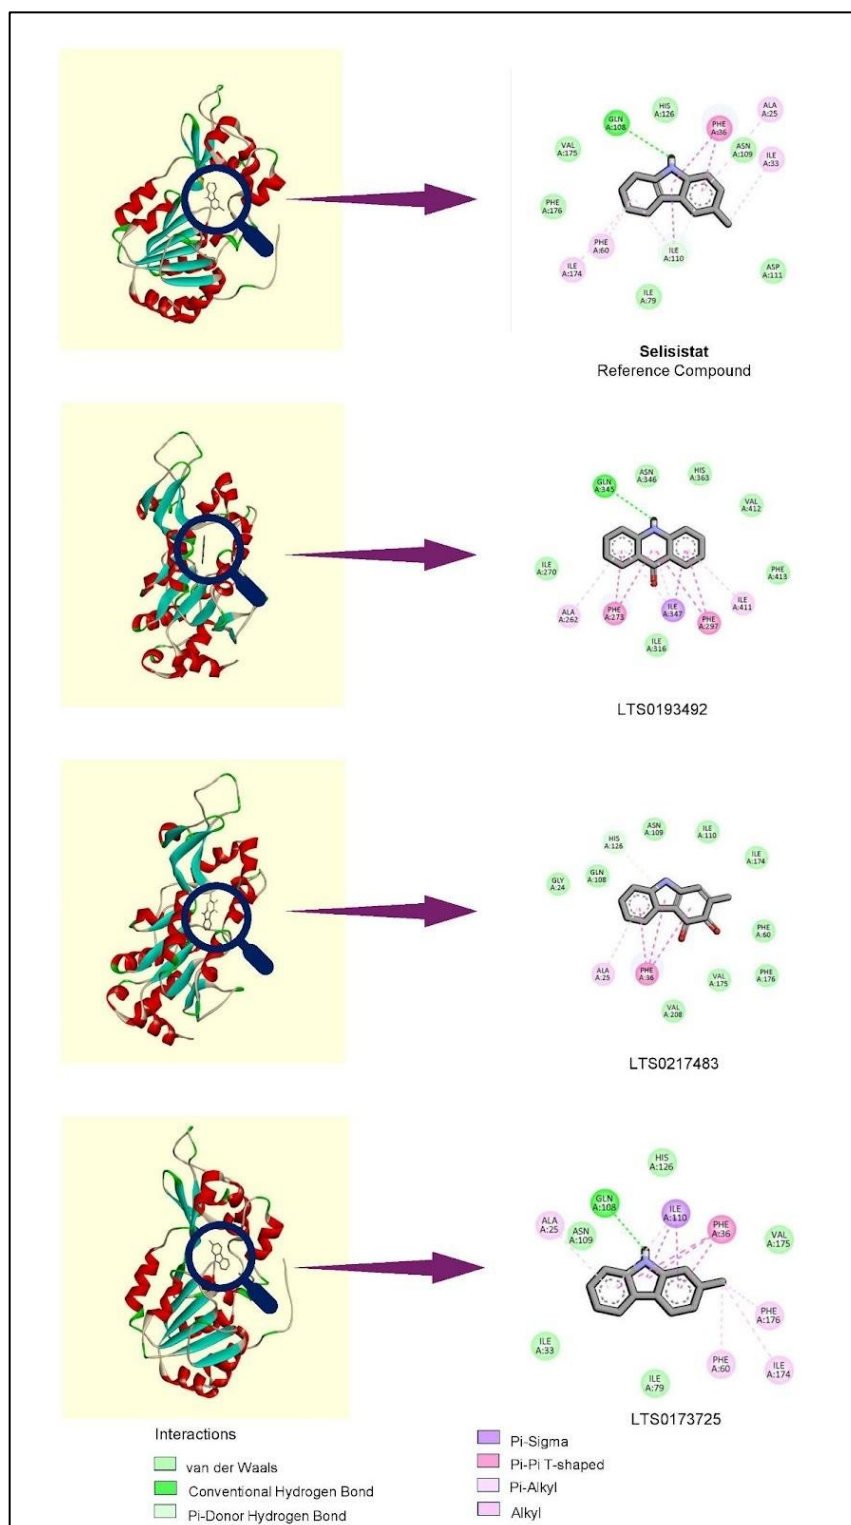 HIS
A:126
ALA
A:25
GLN
A:108
PHE
A:36
VAL
A:175
ASN
A:109
ILE
A:33
PHE
A:176
PHE
A:60
ILE
A:110
ILE
A:174
ASP
A:111
ILE
A:79
Selisistat
Reference Compound
ASN
A:346
HIS
A:363
GLN
A:345
VAL
A:412
ILE
A:270
PHE
A:413
ALA
A:262
PHE
A:273
ILE
A:347
PHE
A:297
ILE
A:411
ILE
A:316
LTS0193492
ASN
A:109
ILE
A:110
HIS
A:126
ILE
A:174
GLY
A:24
GLN
A:108
PHE
A:60
ALA
A:25
PHE
A:36
VAL
A:175
PHE
A:176
VAL
A:208
LTS0217483
HIS
A:126
GLN
A:108
ILE
A:110
ALA
A:25
ASN
A:109
PHE
A:36
VAL
A:175
PHE
A:176
ILE
A:33
PHE
A:60
ILE
A:174
ILE
A:79
LTS0173725
Interactions
van der Waals
Conventional Hydrogen Bond
Pi-Donor Hydrogen Bond
Pi-Sigma
Pi-Pi T-shaped
Pi-Alkyl
Alkyl